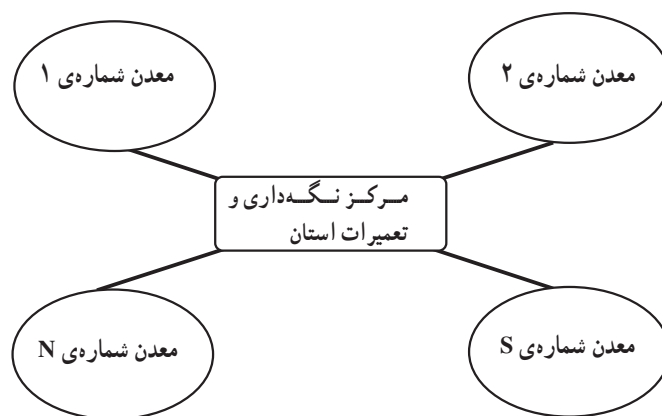 معدن شماره‌ی ۲
معدن شماره‌ی ۱
مرکز نگه‌داری و
تعمیرات استان
معدن شماره‌ی S
معدن شماره‌ی N